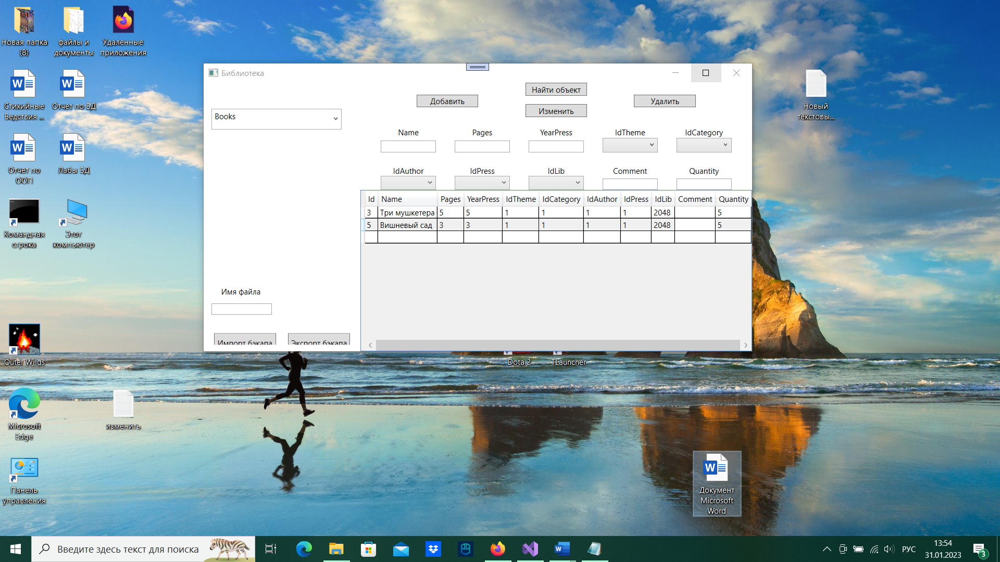 Новая папка
(8)
файлы и
документы
Удаленные
приложения
Стихийные
Бедствия ...
Отчет по БД
Отчет по
ООП
Лабы БД
Командная
строка
Этот
компьютер
Outer Wilds
Microsoft
Edge
изменить
Панель
управления
Библиотека
Books
Добавить
Найти объект
Изменить
Удалить
Name
Pages
YearPress
IdTheme
IdCategory
IdAuthor
IdPress
IdLib
Comment
Quantity
Id Name Pages YearPress IdTheme IdCategory IdAuthor IdPress IdLib Comment Quantity
3 Три мушкетера 5 5 1 1 1 1 2048 5
5 Вишневый сад 3 3 1 1 1 1 2048 5
Имя файла
Импорт бэкапа
Экспорт бэкапа
Dota 2
TLauncher
Новый
текстовы...
Документ
Microsoft
Word
Введите здесь текст для поиска
РУС
13:54
31.01.2023
3